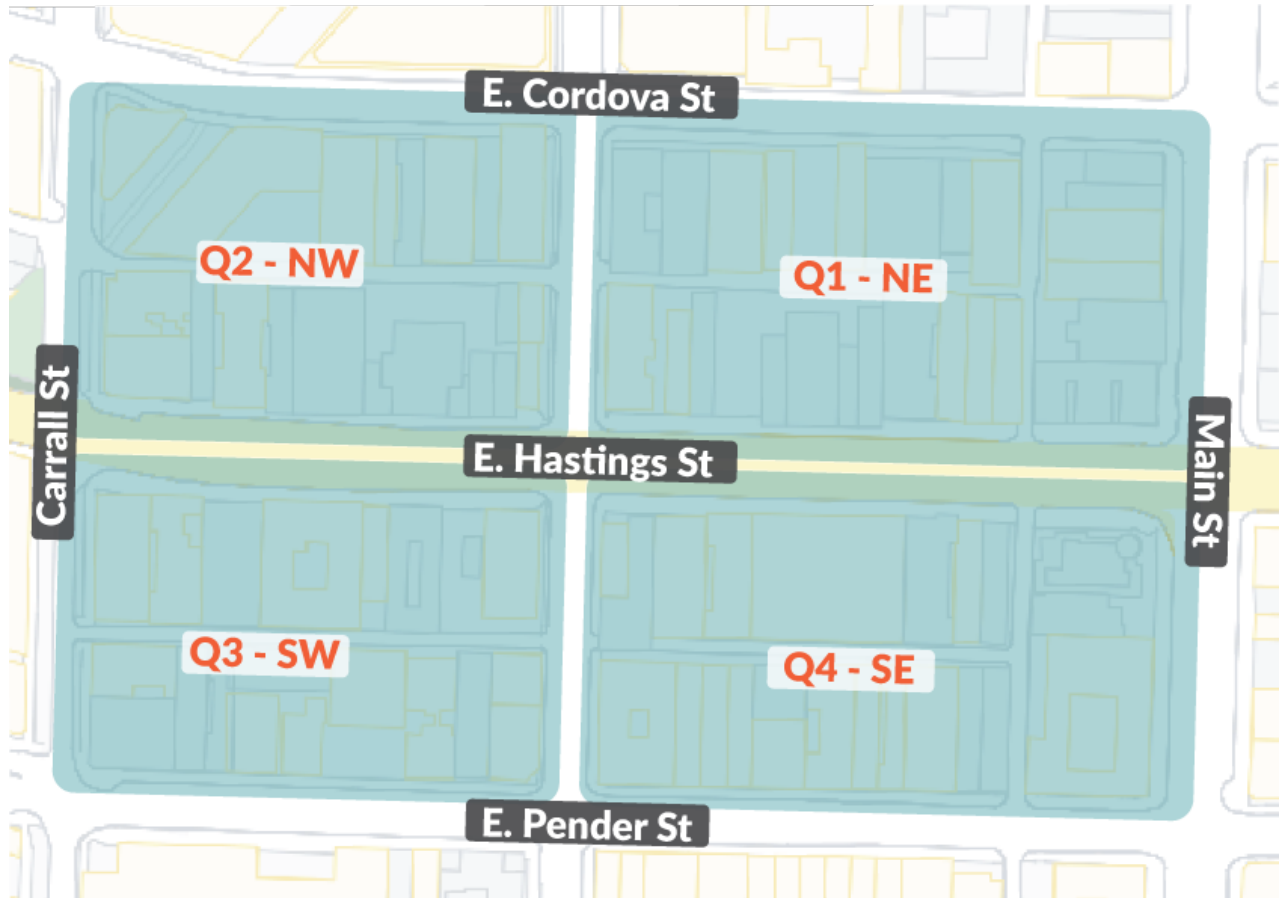 E. Cordova St
Q2 - NW
Q1 - NE
Carrall St
E. Hastings St
Main St
Q3 - SW
Q4 - SE
E. Pender St